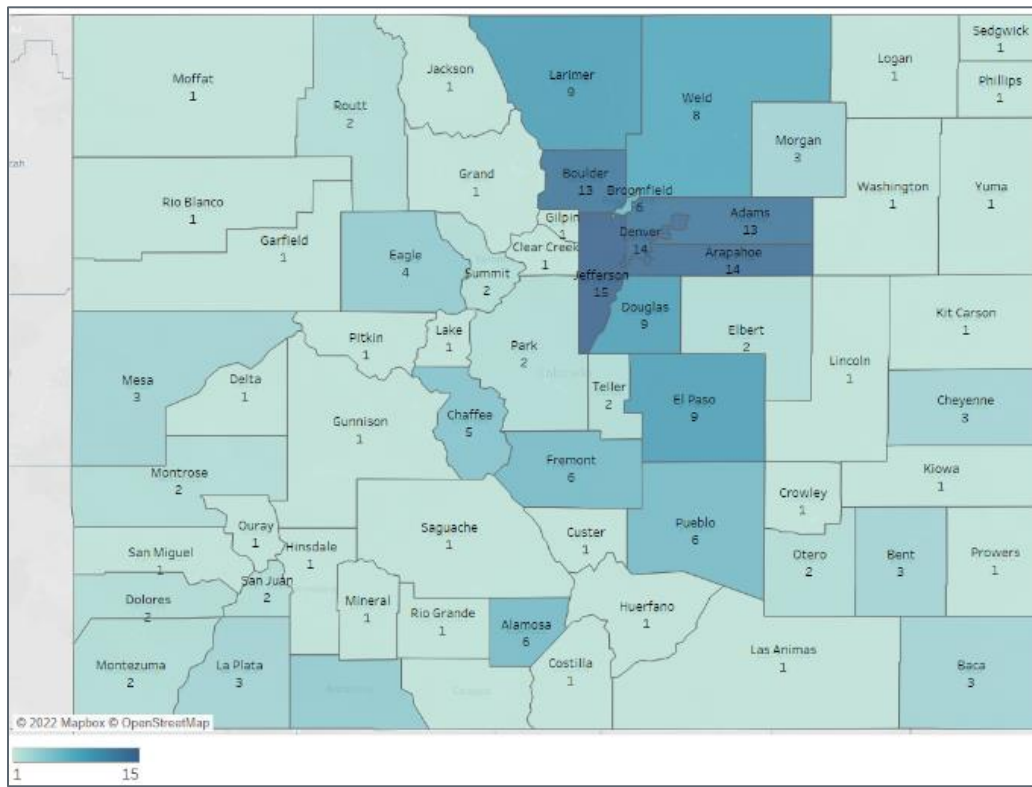 Sedgwick
1
Logan
1
Phillips
1
Jackson
1
Larimer
9
Moffat
1
Weld
8
Routt
2
Morgan
3
Grand
1
Boulder
13
Washington
1
Yuma
1
Broomfield
6
Rio Blanco
1
Gilpin
1
Adams
13
Denver
14
Garfield
1
Clear Creek
1
Arapahoe
14
Eagle
4
Summit
2
Jefferson
15
Douglas
9
Kit Carson
1
Lake
1
Pitkin
1
Park
2
Elbert
2
Lincoln
1
Mesa
3
Delta
1
Teller
2
El Paso
9
Cheyenne
3
Chaffee
5
Gunnison
1
Fremont
6
Kiowa
1
Montrose
2
Crowley
1
Pueblo
6
Ouray
1
Saguache
1
Custer
1
Hinsdale
1
San Miguel
1
Otero
2
Bent
3
Prowers
1
San Juan
2
Dolores
2
Mineral
1
Rio Grande
1
Huerfano
1
Alamosa
6
Las Animas
1
Montezuma
2
La Plata
3
Costilla
1
Baca
3
© 2022 Mapbox © OpenStreetMap
1 15